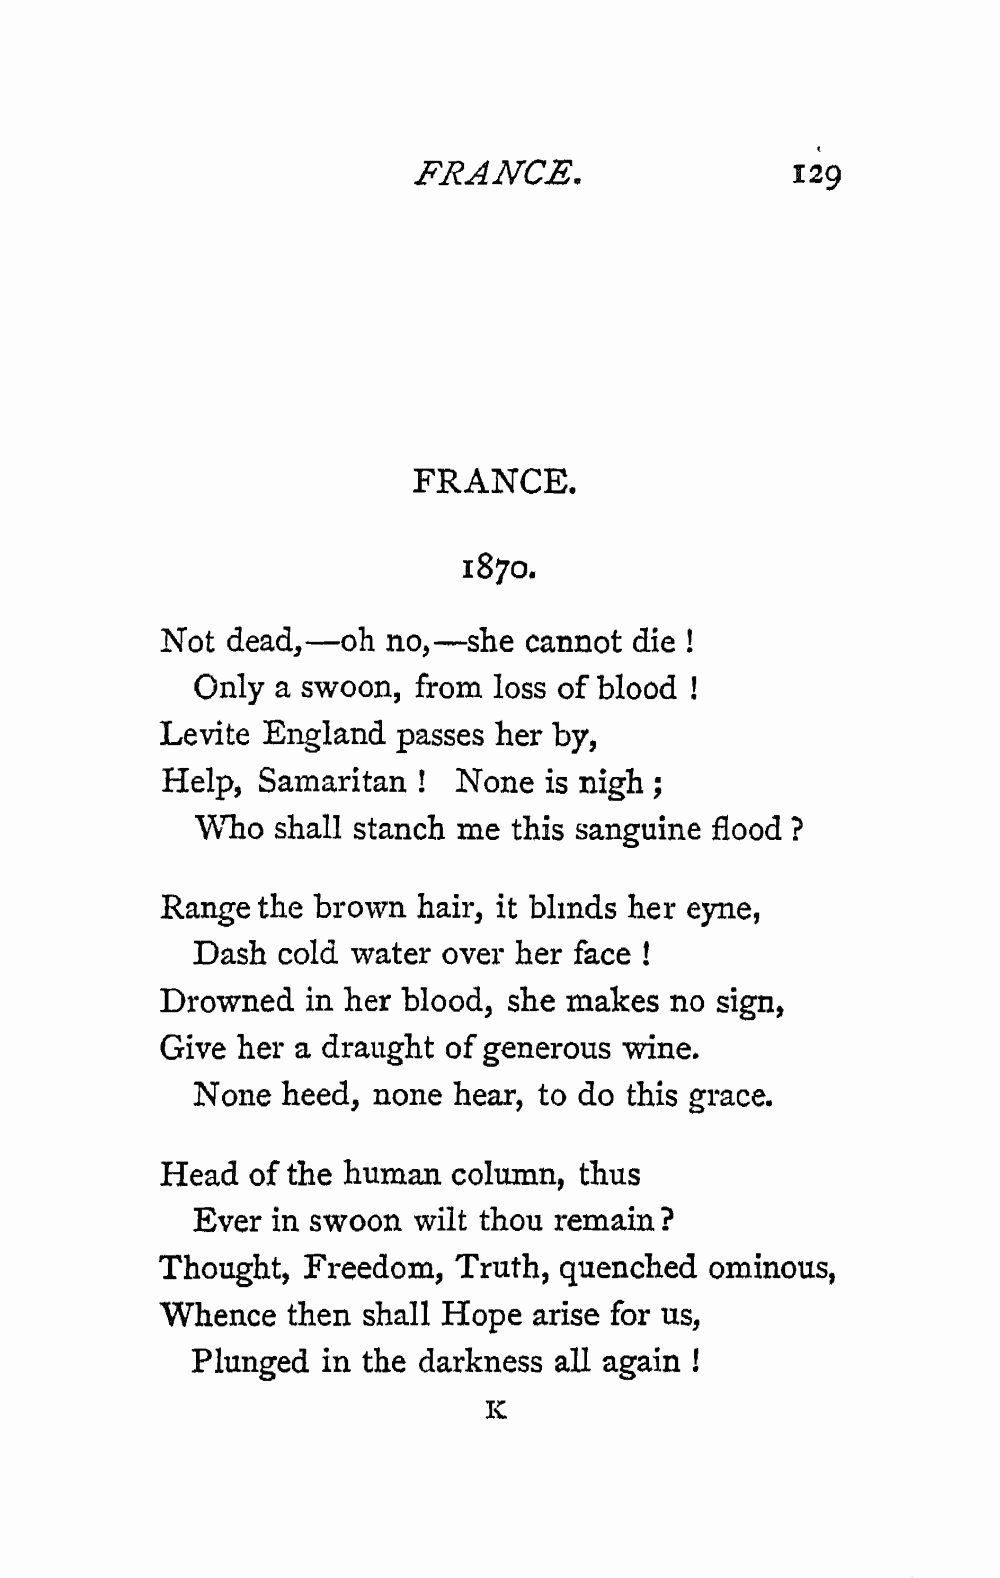 FRANCE. 129
FRANCE.
1870.
Not dead,—oh no,—she cannot die !
Only a swoon, from loss of blood !
Levite England passes her by,
Help, Samaritan ! None is nigh ;
Who shall stanch me this sanguine flood ?
Range the brown hair, it blinds her eyne,
Dash cold water over her face !
Drowned in her blood, she makes no sign,
Give her a draught of generous wine.
None heed, none hear, to do this grace.
Head of the human column, thus
Ever in swoon wilt thou remain ?
Thought, Freedom, Truth, quenched ominous,
Whence then shall Hope arise for us,
Plunged in the darkness all again !
K